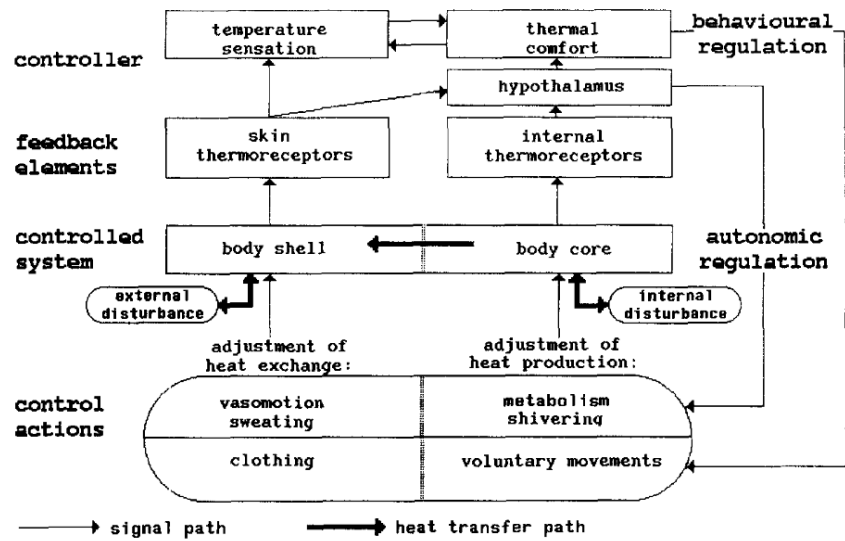 temperature
sensation
thermal
comfort
behavioural
regulation
controller
hypothalamus
feedback
elements
skin
thermoreceptors
internal
thermoreceptors
controlled
system
body shell
body core
autonomic
regulation
external
disturbance
internal
disturbance
adjustment of
heat exchange:
adjustment of
heat production:
control
actions
vasomotion
sweating
metabolism
shivering
clothing
voluntary movements
signal path
heat transfer path